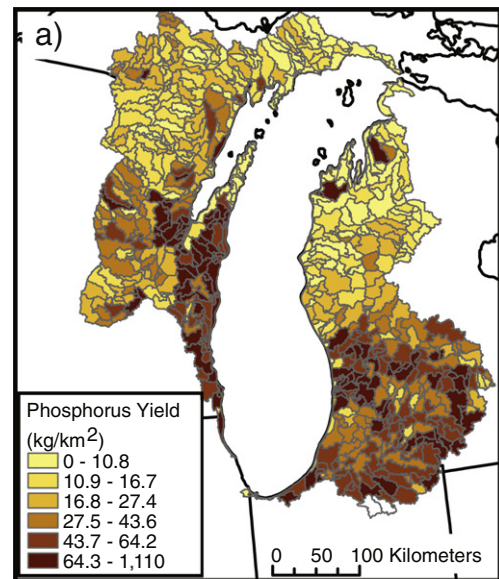 a)
Phosphorus Yield
(kg/km2)
0 - 10.8
10.9 - 16.7
16.8 - 27.4
27.5 - 43.6
43.7 - 64.2
64.3 - 1,110
0 50 100 Kilometers